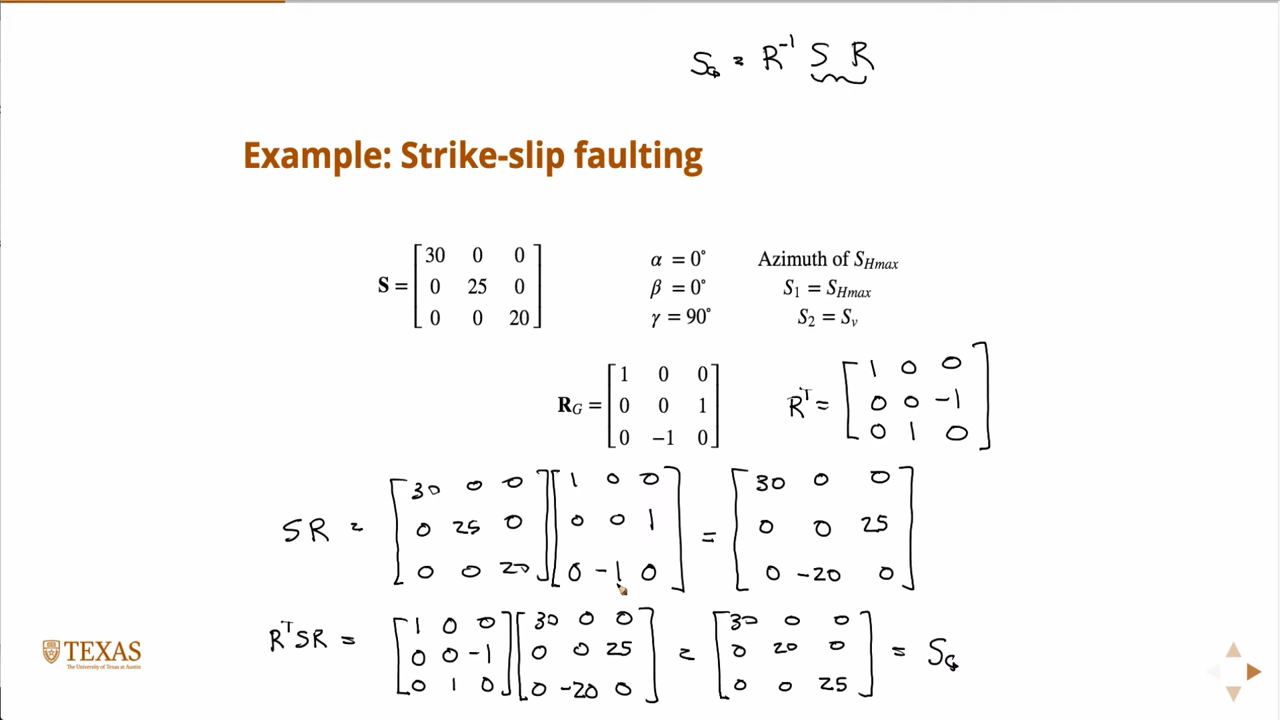 S_G = R^{-1} S R
Example: Strike-slip faulting
S = [30 0 0; 0 25 0; 0 0 20]
α = 0°
β = 0°
γ = 90°
Azimuth of S_{Hmax}
S_1 = S_{Hmax}
S_2 = S_v
R_G = [1 0 0; 0 0 1; 0 −1 0]
R^T = [1 0 0; 0 0 -1; 0 1 0]
SR = [30 0 0; 0 25 0; 0 0 20] [1 0 0; 0 0 1; 0 -1 0] = [30 0 0; 0 0 25; 0 -20 0]
R^T SR = [1 0 0; 0 0 -1; 0 1 0] [30 0 0; 0 0 25; 0 -20 0] = [30 0 0; 0 20 0; 0 0 25] = S_G
TEXAS
The University of Texas at Austin